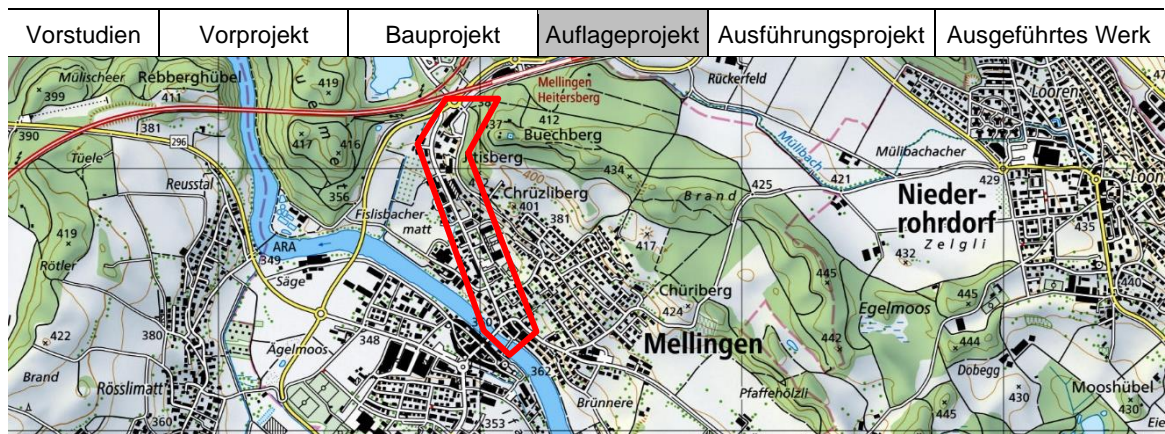 Vorstudien Vorprojekt Bauprojekt Auflageprojekt Ausführungsprojekt Ausgeführtes Werk
Mülischeer Rebberghübel 419 Rückerfeld Looren
399 411 Mellingen
Heitersberg
390 381 412
296 417 416 Buechberg Mülibach Mülibachacher
Tüele Itisberg 434 425 421 429
Reusstal 356 Chrüzliberg Brand Nieder-
401 381 rohrdorf
Fislisbacher Zelgli 435
419 matt 417 432
ARA 445
Rötler 349 Säge Chüriberg Egelmoos 445 440
424
422 380 348 Mellingen 442 444
Ägelmoos
Brand Rösslimatt 362 Pfaffehölzli Dobegg Mooshübel
Brünnere 445 430 430
360 353